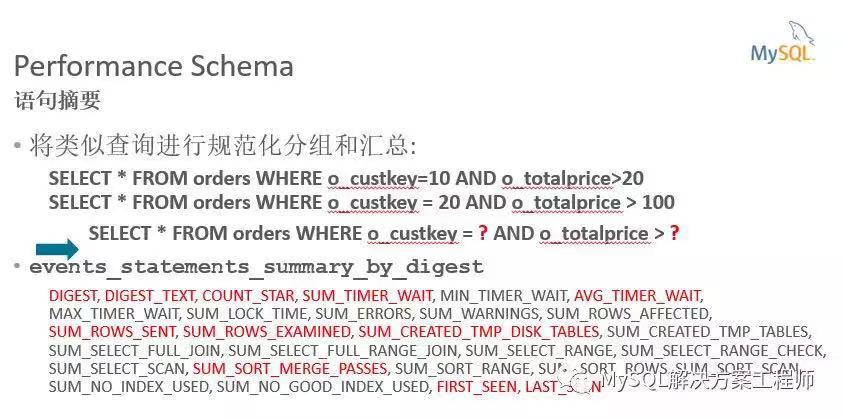 MySQL
Performance Schema
语句摘要
• 将类似查询进行规范化分组和汇总:
SELECT * FROM orders WHERE o_custkey=10 AND o_totalprice>20
SELECT * FROM orders WHERE o_custkey = 20 AND o_totalprice > 100
SELECT * FROM orders WHERE o_custkey = ? AND o_totalprice > ?
• events_statements_summary_by_digest
DIGEST, DIGEST_TEXT, COUNT_STAR, SUM_TIMER_WAIT, MIN_TIMER_WAIT, AVG_TIMER_WAIT,
MAX_TIMER_WAIT, SUM_LOCK_TIME, SUM_ERRORS, SUM_WARNINGS, SUM_ROWS_AFFECTED,
SUM_ROWS_SENT, SUM_ROWS_EXAMINED, SUM_CREATED_TMP_DISK_TABLES, SUM_CREATED_TMP_TABLES,
SUM_SELECT_FULL_JOIN, SUM_SELECT_FULL_RANGE_JOIN, SUM_SELECT_RANGE, SUM_SELECT_RANGE_CHECK,
SUM_SELECT_SCAN, SUM_SORT_MERGE_PASSES, SUM_SORT_RANGE, SUM_SORT_ROWS, SUM_SORT_SCAN,
SUM_NO_INDEX_USED, SUM_NO_GOOD_INDEX_USED, FIRST_SEEN, LAST_SEEN
MySQL解决方案工程师